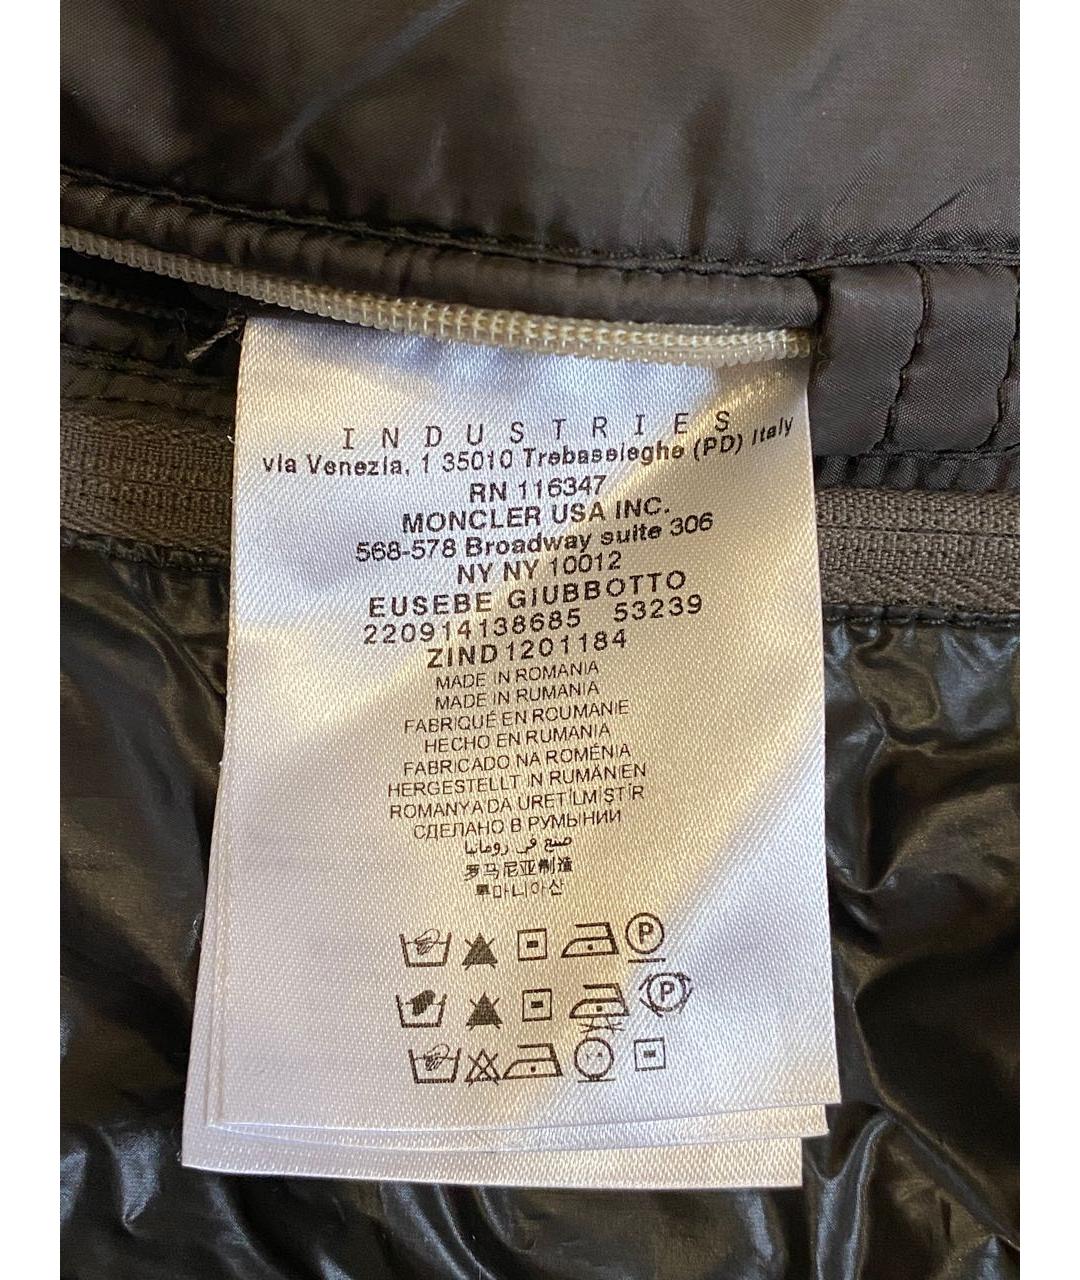 INDUSTRIES
via Venezia, 1 35010 Trebaseleghe (PD) Italy
RN 116347
MONCLER USA INC.
568-578 Broadway suite 306
NY NY 10012
EUSEBE GIUBBOTTO
220914138685 53239
ZIND1201184
MADE IN ROMANIA
MADE IN RUMANIA
FABRIQUÉ EN ROUMANIE
HECHO EN RUMANIA
FABRICADO NA ROMÉNIA
HERGESTELLT IN RUMÄNIEN
ROMANYA DA URETİLMİŞTİR
СДЕЛАНО В РУМЫНИИ
صنع في رومانيا
罗马尼亚制造
루마니아산
P
P